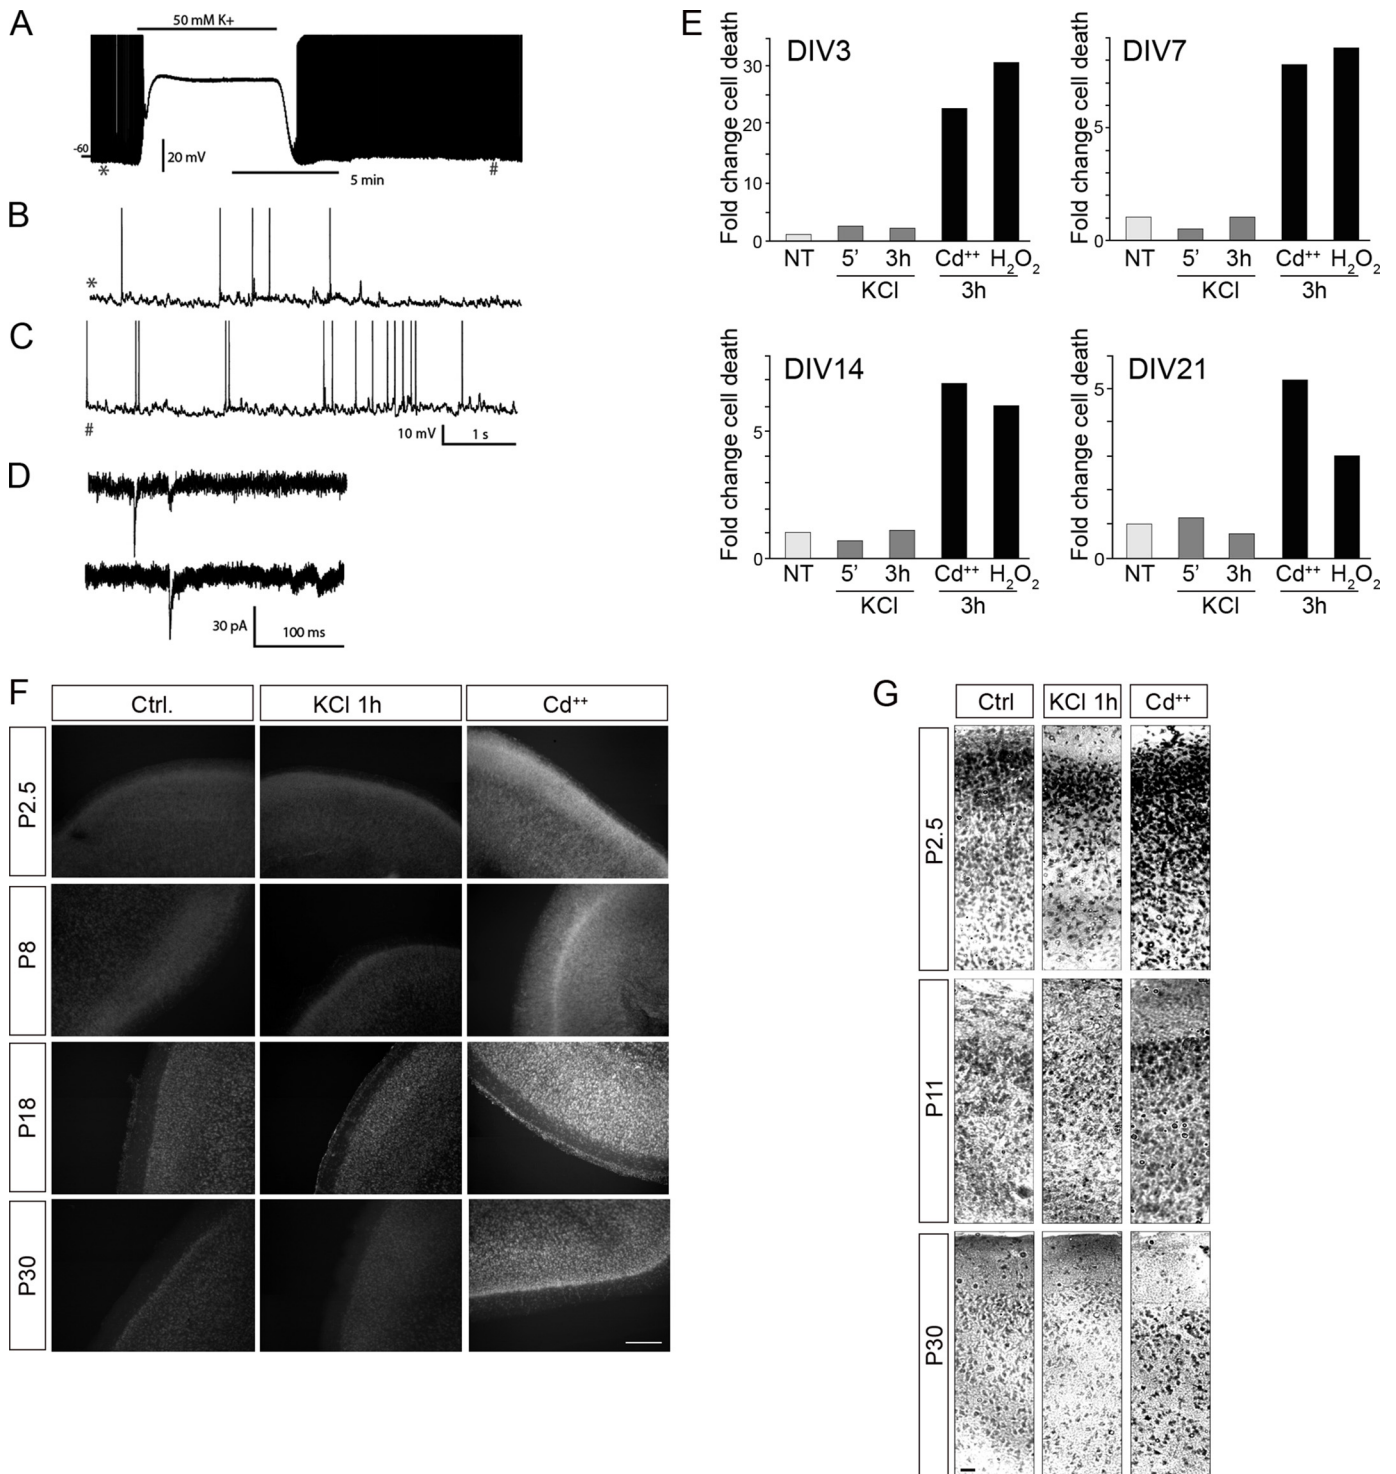 A
50 mM K+
-60
20 mV
*
#
5 min
B
*
C
#
10 mV
1 s
D
30 pA
100 ms
E
DIV3
Fold change cell death
30
20
10
0
NT
5’
3h
Cd++
H2O2
KCl
3h
DIV7
Fold change cell death
5
0
NT
5’
3h
Cd++
H2O2
KCl
3h
DIV14
Fold change cell death
5
0
NT
5’
3h
Cd++
H2O2
KCl
3h
DIV21
Fold change cell death
5
0
NT
5’
3h
Cd++
H2O2
KCl
3h
F
Ctrl.
KCl 1h
Cd++
P2.5
P8
P18
P30
G
Ctrl
KCl 1h
Cd++
P2.5
P11
P30